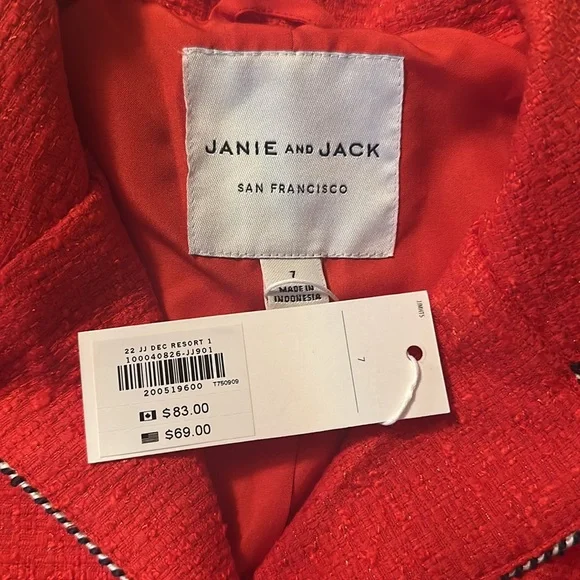 JANIE AND JACK
SAN FRANCISCO
7
MADE IN
INDONESIA
22 JJ DEC RESORT 1
100040826-JJ901
200519600
T750909
$83.00
$69.00
7